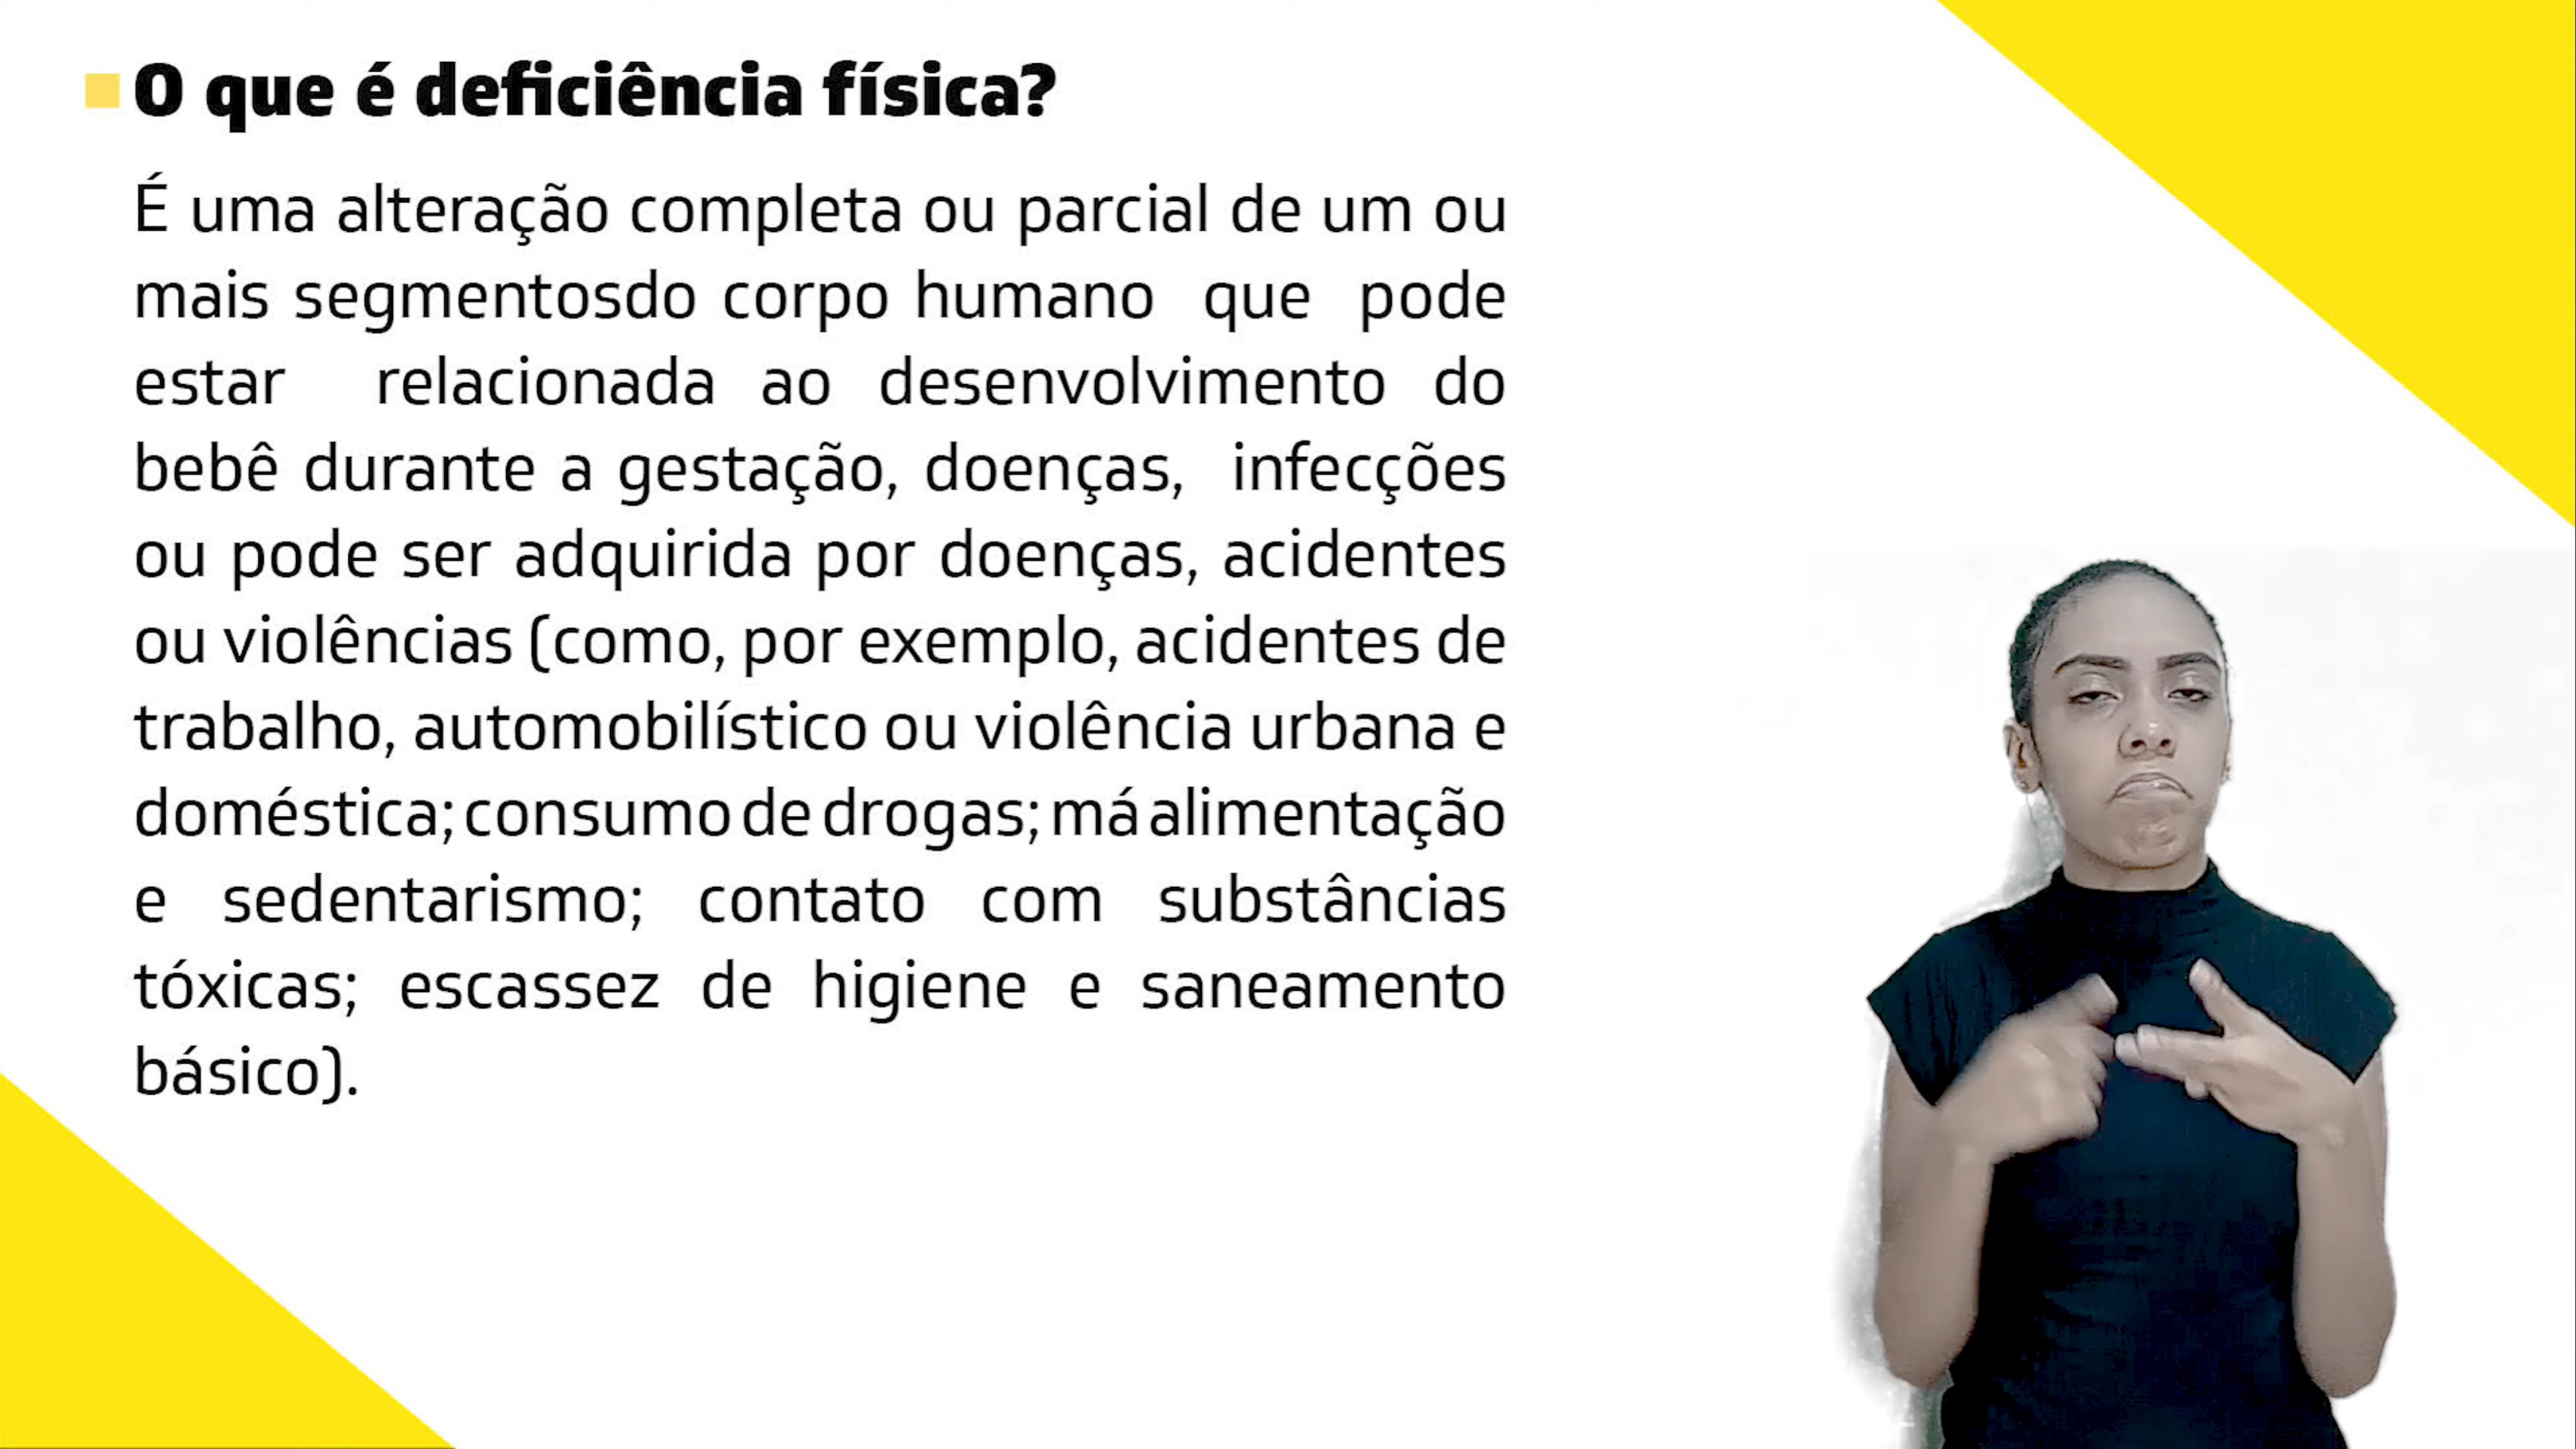 O que é deficiência física?
É uma alteração completa ou parcial de um ou
mais segmentosdo corpo humano que pode
estar relacionada ao desenvolvimento do
bebê durante a gestação, doenças, infecções
ou pode ser adquirida por doenças, acidentes
ou violências (como, por exemplo, acidentes de
trabalho, automobilístico ou violência urbana e
doméstica; consumo de drogas; má alimentação
e sedentarismo; contato com substâncias
tóxicas; escassez de higiene e saneamento
básico).